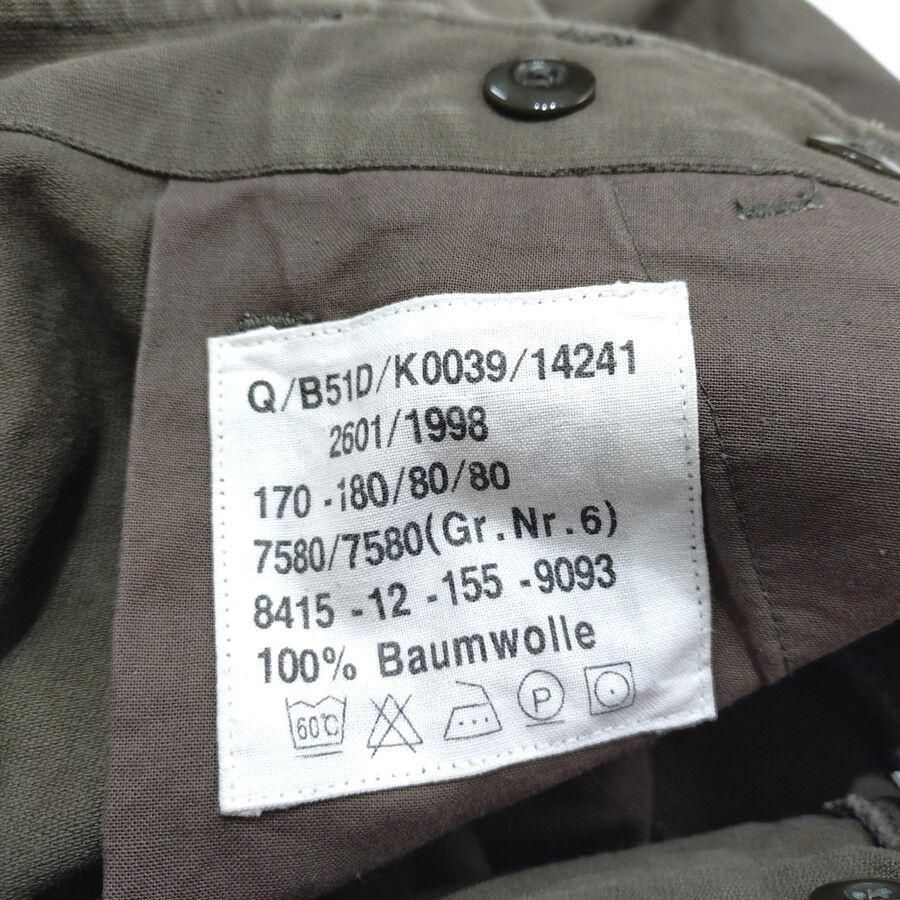 Q/B51D/K0039/14241
2601/1998
170 -180/80/80
7580/7580(Gr.Nr.6)
8415 -12 -155 -9093
100% Baumwolle
60℃ P